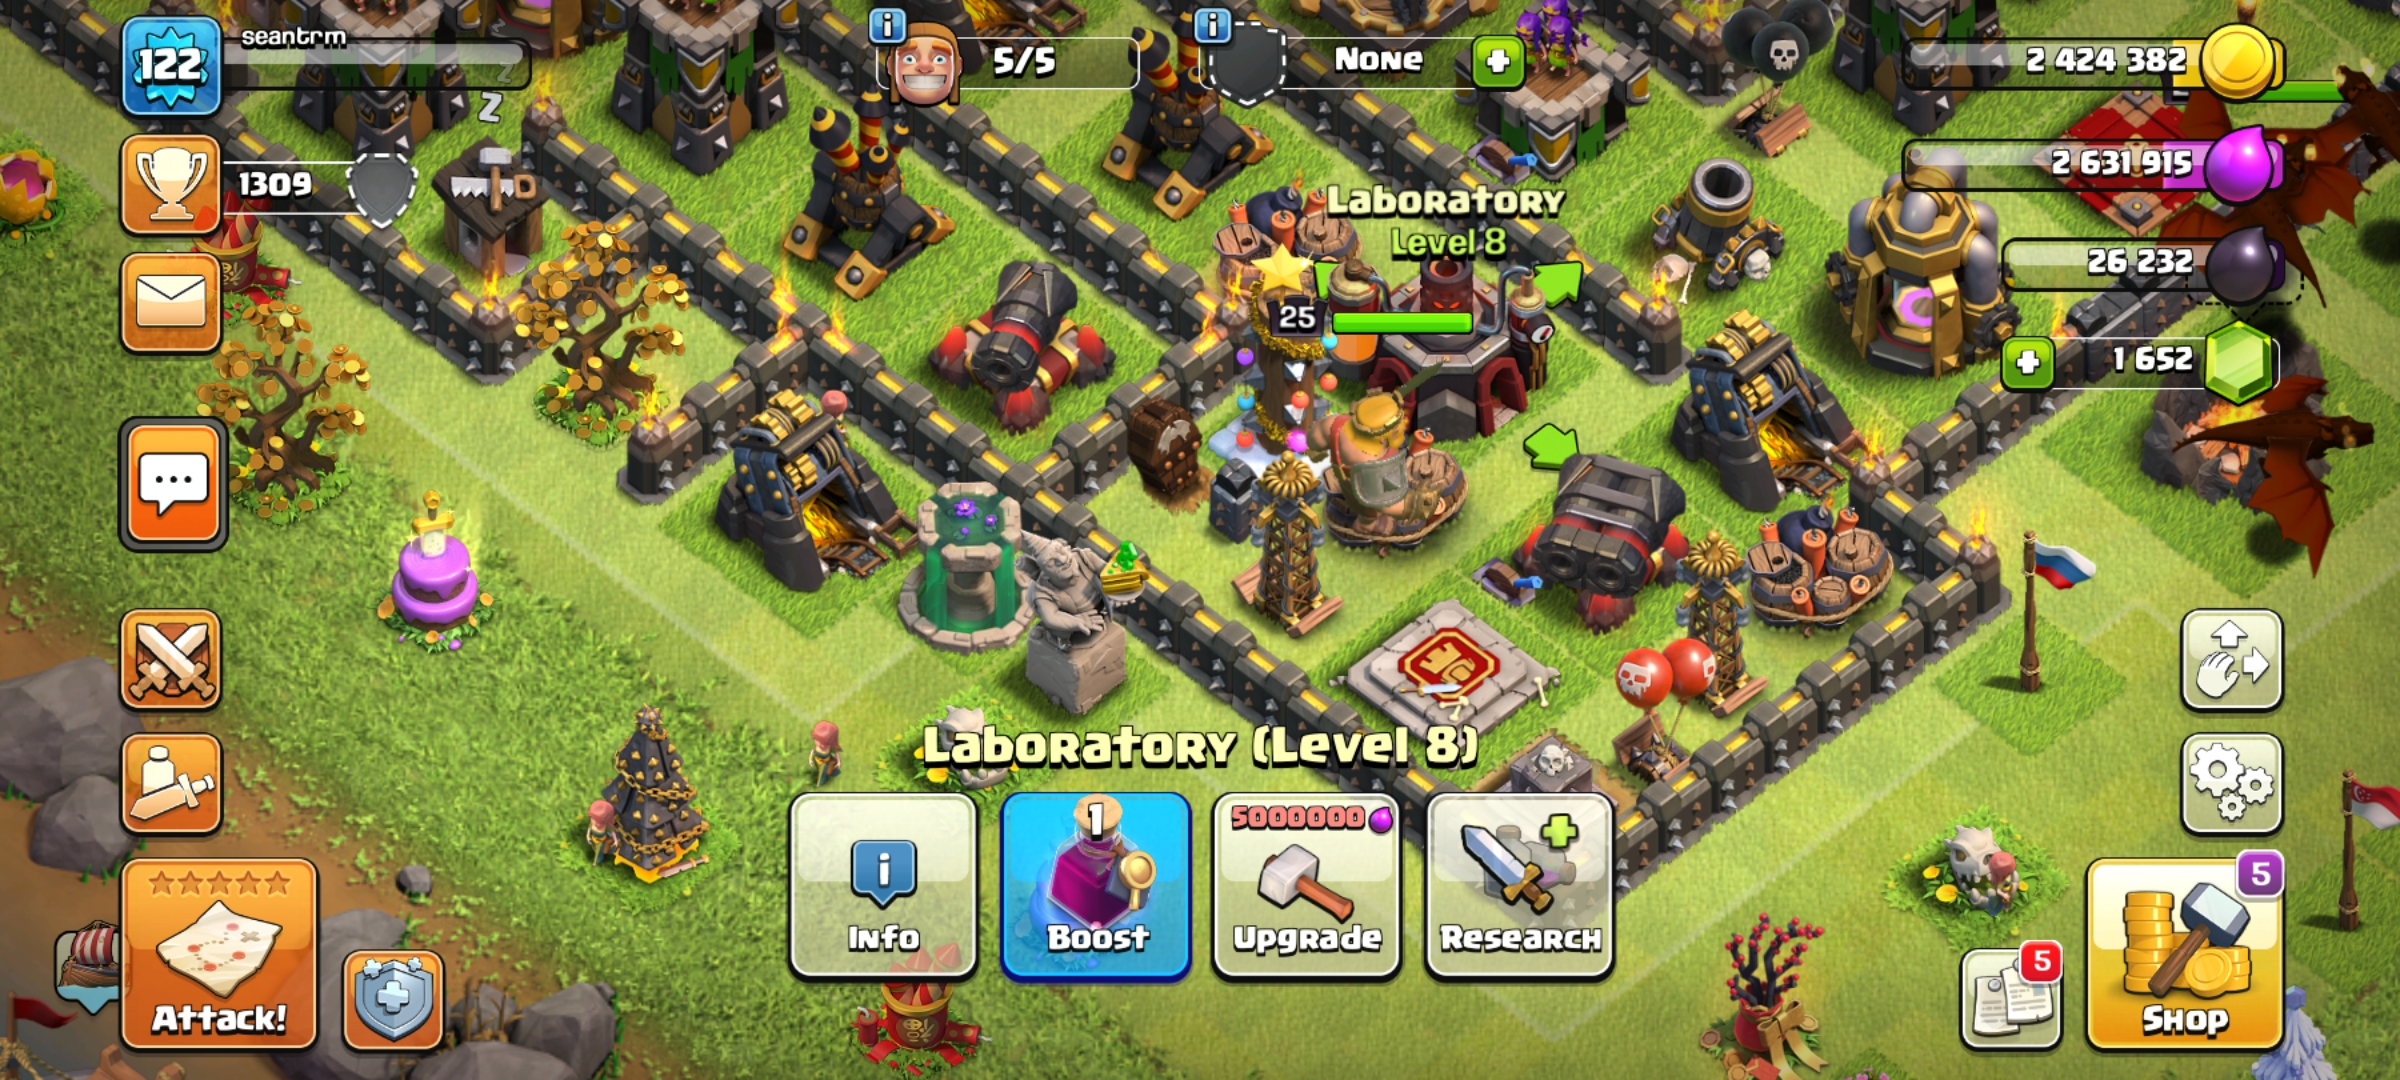 122
seantrm
5/5
None
2 424 382
1309
2 631 915
Laboratory
Level 8
26 232
25
1 652
Laboratory (Level 8)
Info
1
Boost
5000000
Upgrade
Research
Attack!
5
5
Shop